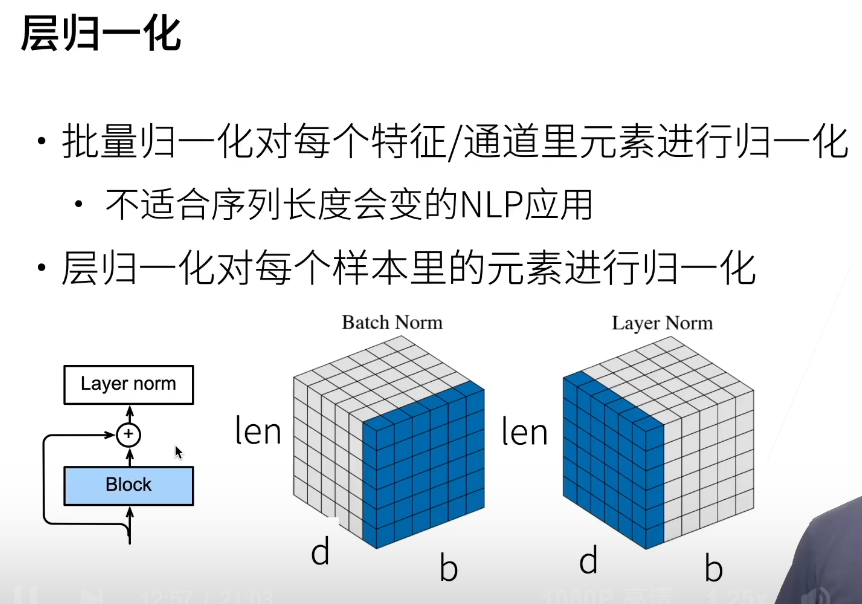 层归一化
• 批量归一化对每个特征/通道里元素进行归一化
• 不适合序列长度会变的NLP应用
• 层归一化对每个样本里的元素进行归一化
Batch Norm
Layer Norm
Layer norm
+
Block
len
len
d
b
d
b
12:57 / 21:03
1080P 高清
1.25x